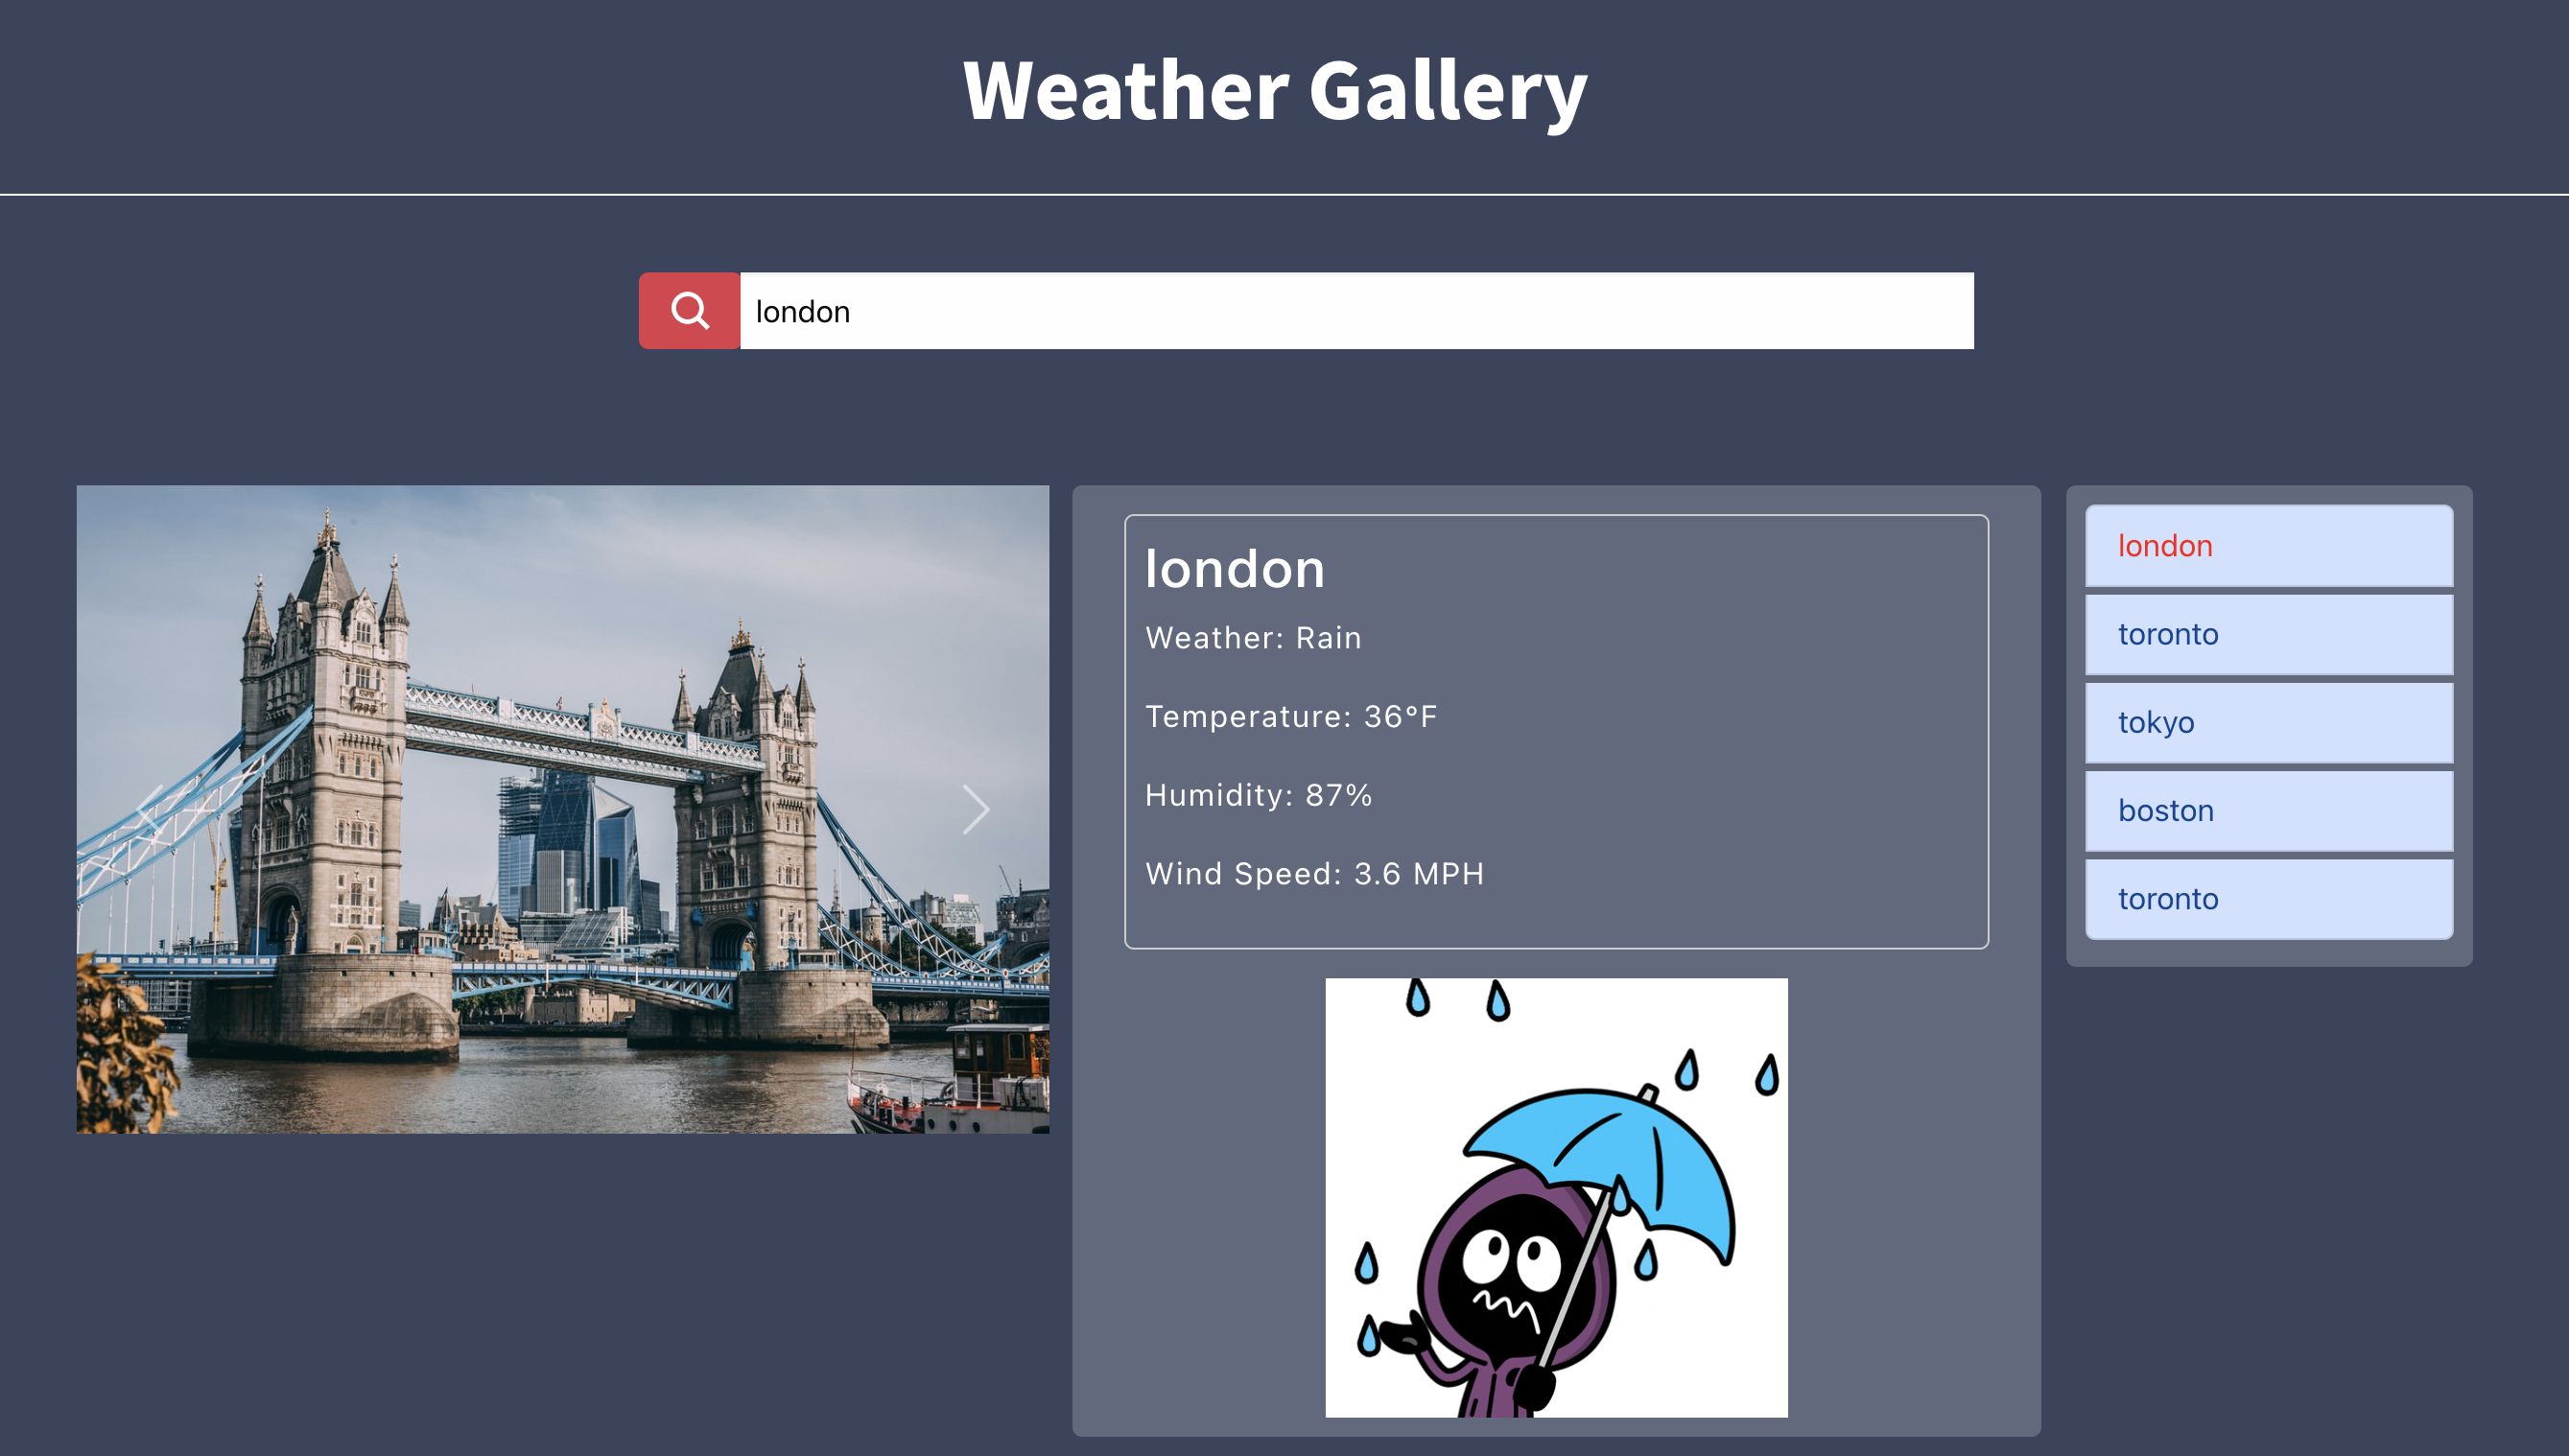 Weather Gallery
london
london
Weather: Rain
Temperature: 36°F
Humidity: 87%
Wind Speed: 3.6 MPH
london
toronto
tokyo
boston
toronto